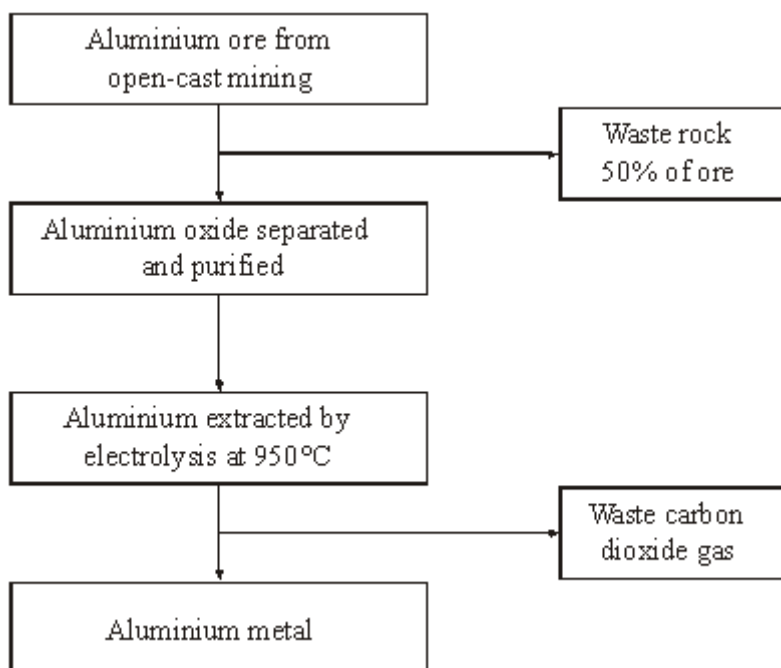 Aluminium ore from
open-cast mining
Waste rock
50% of ore
Aluminium oxide separated
and purified
Aluminium extracted by
electrolysis at 950°C
Waste carbon
dioxide gas
Aluminium metal